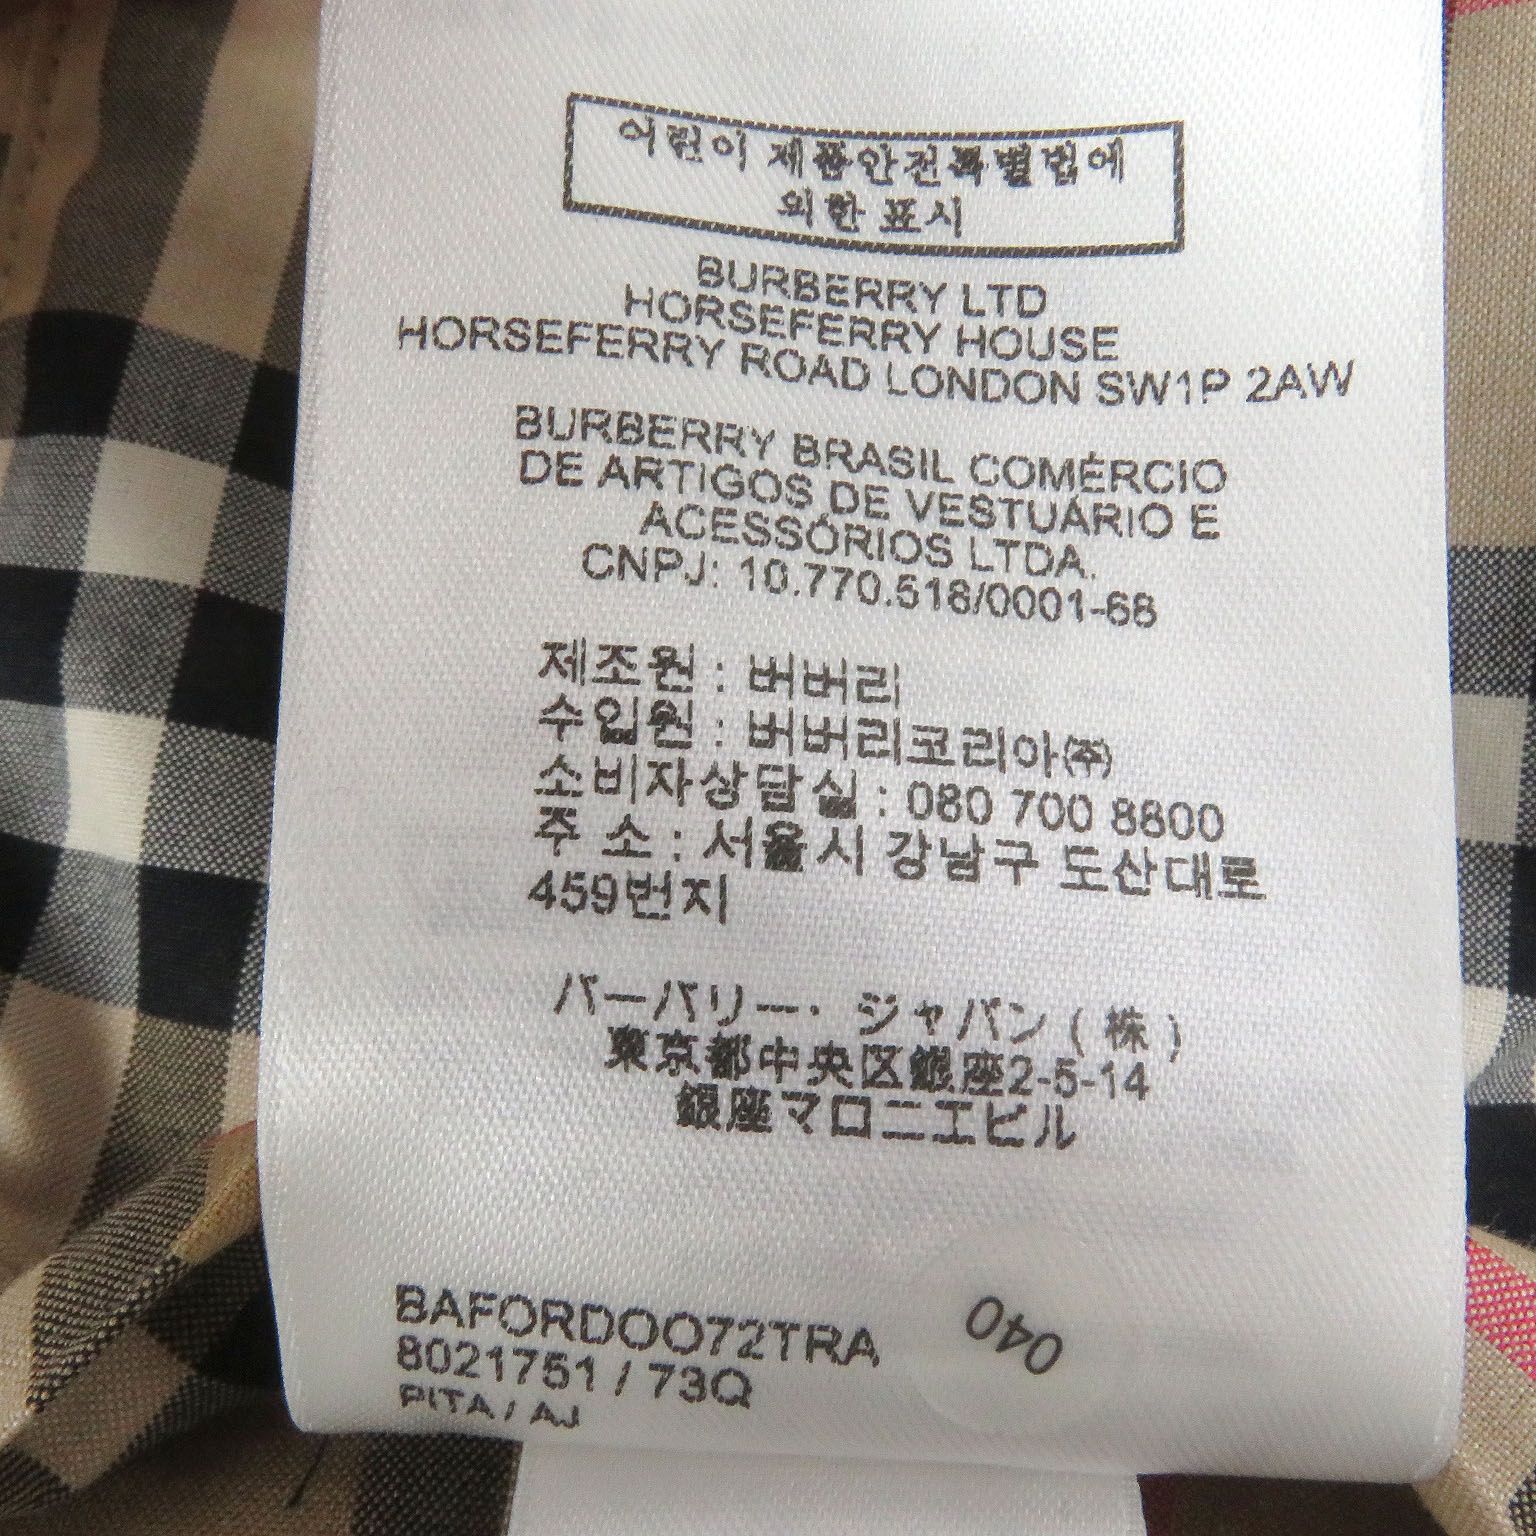 어린이 제품안전특별법에
의한 표시
BURBERRY LTD
HORSEFERRY HOUSE
HORSEFERRY ROAD LONDON SW1P 2AW
BURBERRY BRASIL COMÉRCIO
DE ARTIGOS DE VESTUÁRIO E
ACESSÓRIOS LTDA.
CNPJ: 10.770.518/0001-68
제조원 : 버버리
수입원 : 버버리코리아㈜
소비자상담실 : 080 700 8800
주 소 : 서울시 강남구 도산대로
459번지
バーバリー・ジャパン(株)
東京都中央区銀座2-5-14
銀座マロニエビル
BAFORDOO72TRA
8021751 / 73Q
PITA / AJ
040